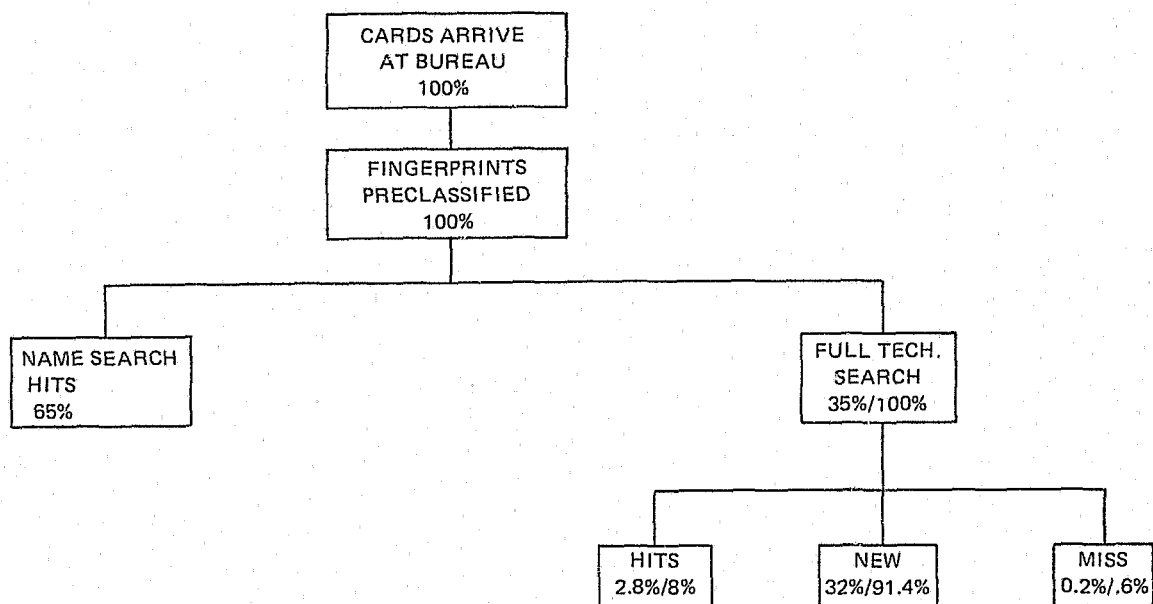 CARDS ARRIVE
AT BUREAU
100%
FINGERPRINTS
PRECLASSIFIED
100%
NAME SEARCH
HITS
65%
FULL TECH.
SEARCH
35%/100%
HITS
2.8%/8%
NEW
32%/91.4%
MISS
0.2%/.6%